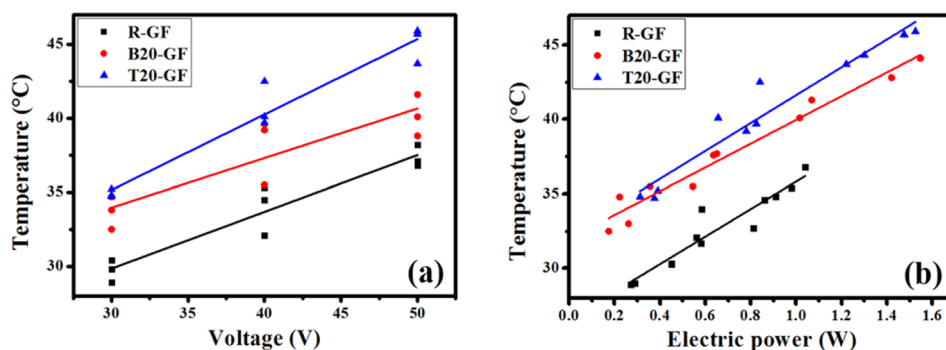 R-GF
B20-GF
T20-GF
Temperature (°C)
45
40
35
30
30
35
40
45
50
Voltage (V)
(a)
R-GF
B20-GF
T20-GF
Temperature (°C)
45
40
35
30
0.0
0.2
0.4
0.6
0.8
1.0
1.2
1.4
1.6
Electric power (W)
(b)